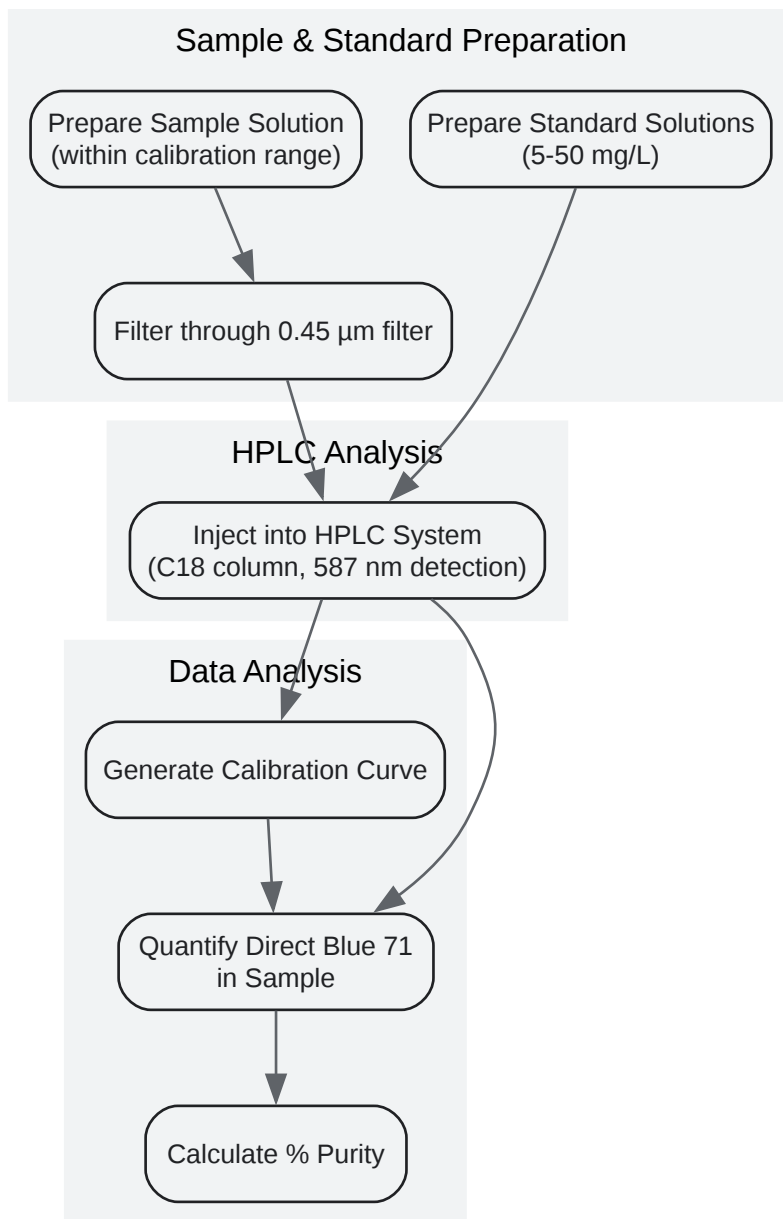 Sample & Standard Preparation
Prepare Sample Solution
(within calibration range)
Prepare Standard Solutions
(5-50 mg/L)
Filter through 0.45 µm filter
HPLC Analysis
Inject into HPLC System
(C18 column, 587 nm detection)
Data Analysis
Generate Calibration Curve
Quantify Direct Blue 71
in Sample
Calculate % Purity